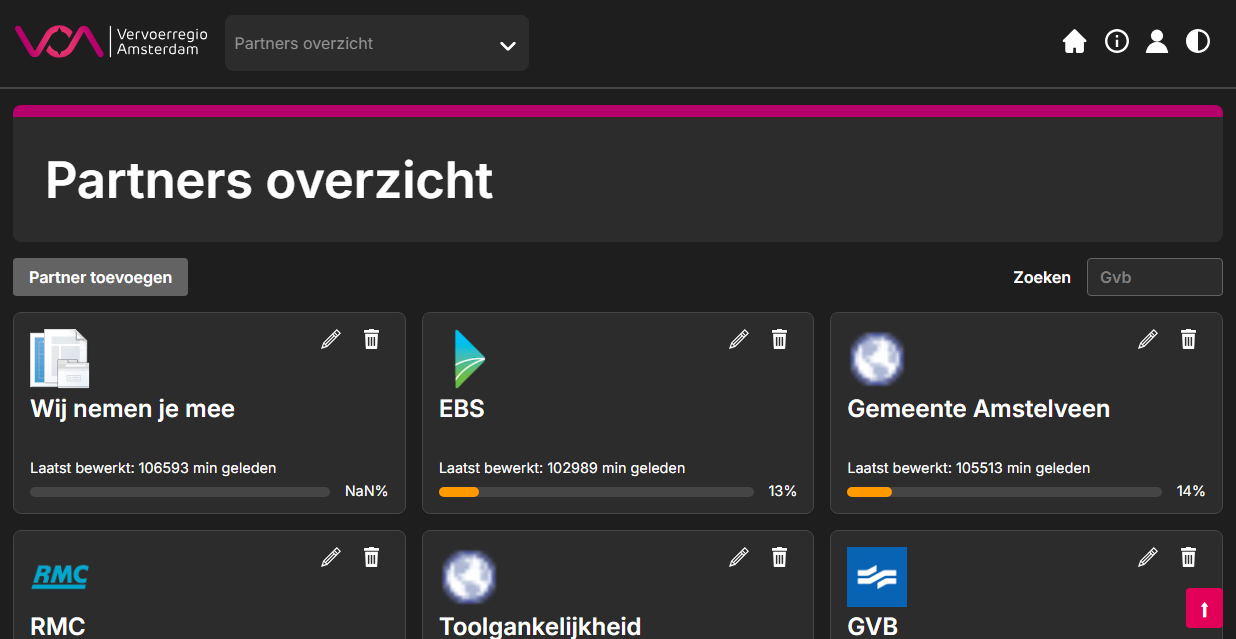 Vervoerregio
Amsterdam
Partners overzicht
Partners overzicht
Partner toevoegen
Zoeken
Gvb
Wij nemen je mee
Laatst bewerkt: 106593 min geleden
NaN%
EBS
Laatst bewerkt: 102989 min geleden
13%
Gemeente Amstelveen
Laatst bewerkt: 105513 min geleden
14%
RMC
RMC
Toolgankelijkheid
GVB